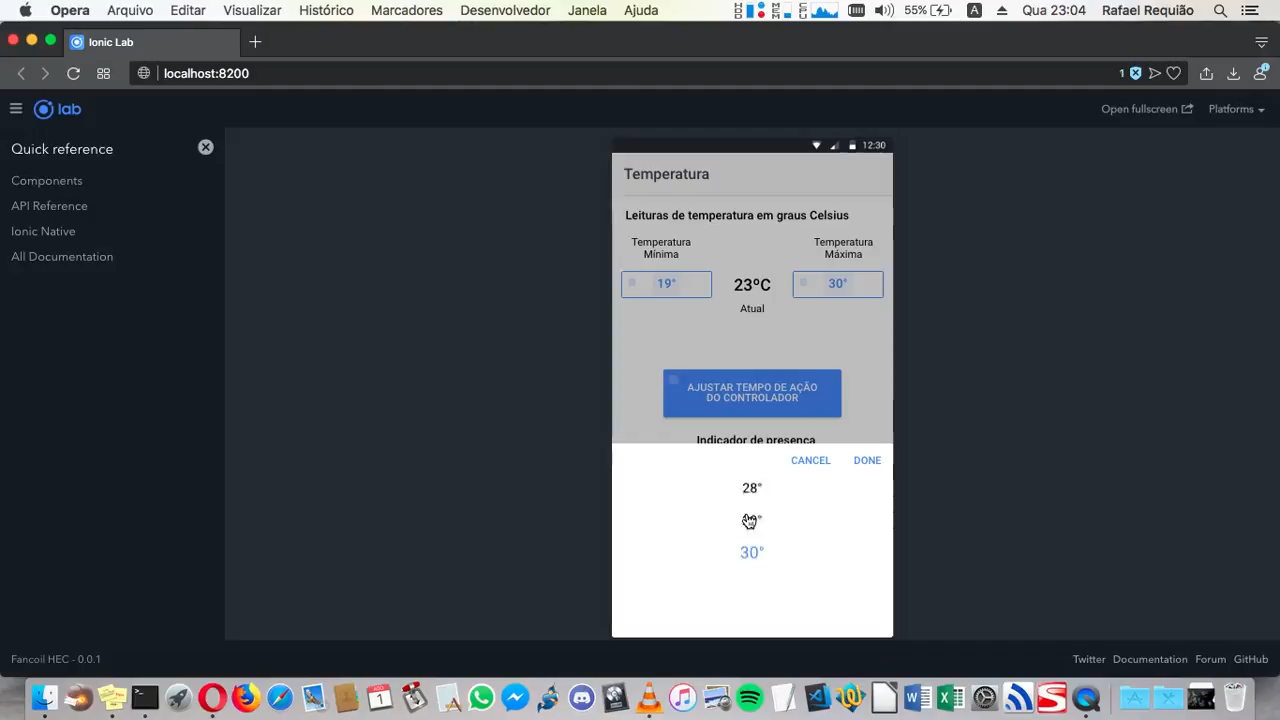 Opera Arquivo Editar Visualizar Histórico Marcadores Desenvolvedor Janela Ajuda 55% A Qua 23:04 Rafael Requião
Ionic Lab
localhost:8200
1
lab
Open fullscreen Platforms
Quick reference
Components
API Reference
Ionic Native
All Documentation
12:30
Temperatura
Leituras de temperatura em graus Celsius
Temperatura
Mínima
Temperatura
Máxima
19°
23ºC
30°
Atual
AJUSTAR TEMPO DE AÇÃO
DO CONTROLADOR
Indicador de presença
CANCEL DONE
28°
30°
Fancoil HEC - 0.0.1
Twitter Documentation Forum GitHub